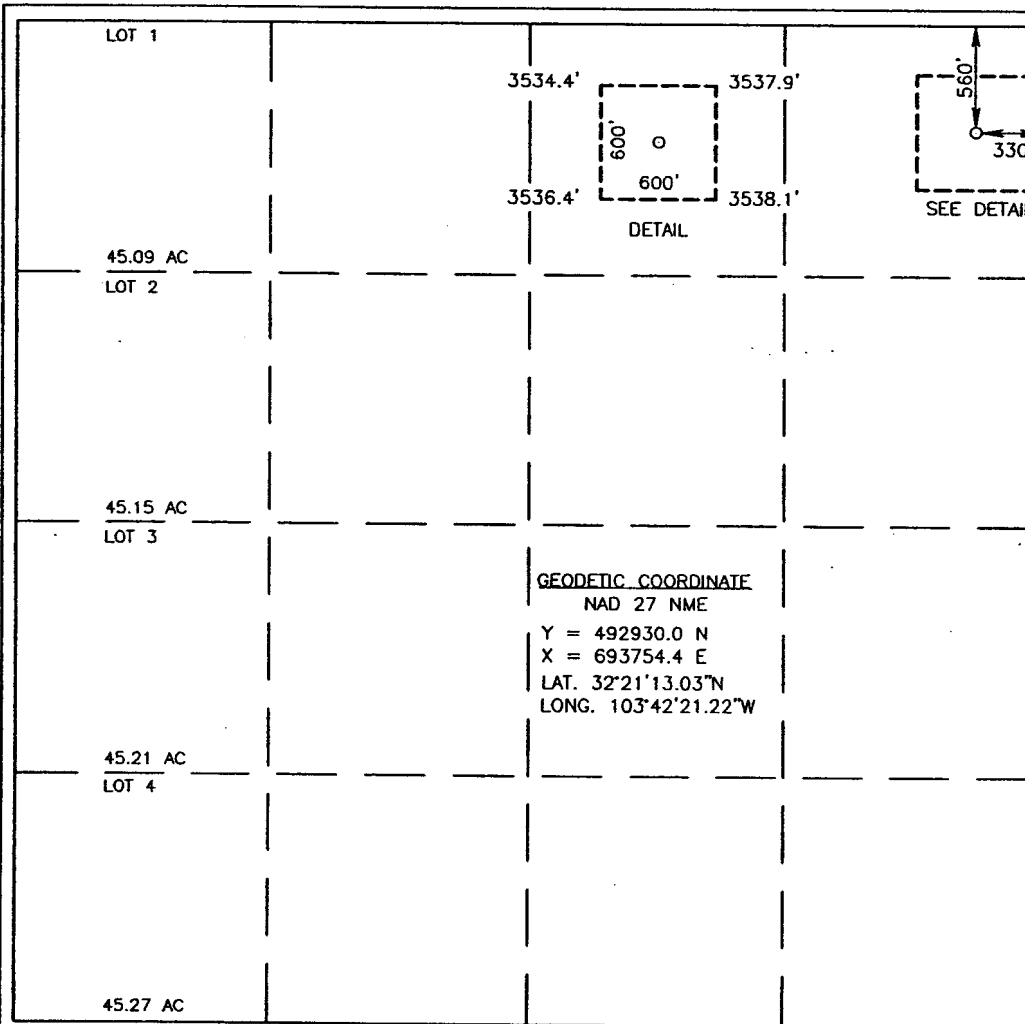 LOT 1
3534.4' 3537.9'
560'
600'
330
600'
3536.4' 3538.1'
DETAIL
45.09 AC
LOT 2
45.15 AC
LOT 3
GEODETIC COORDINATE
NAD 27 NME
Y = 492930.0 N
X = 693754.4 E
LAT. 32°21'13.03"N
LONG. 103°42'21.22"W
45.21 AC
LOT 4
45.27 AC
SEE